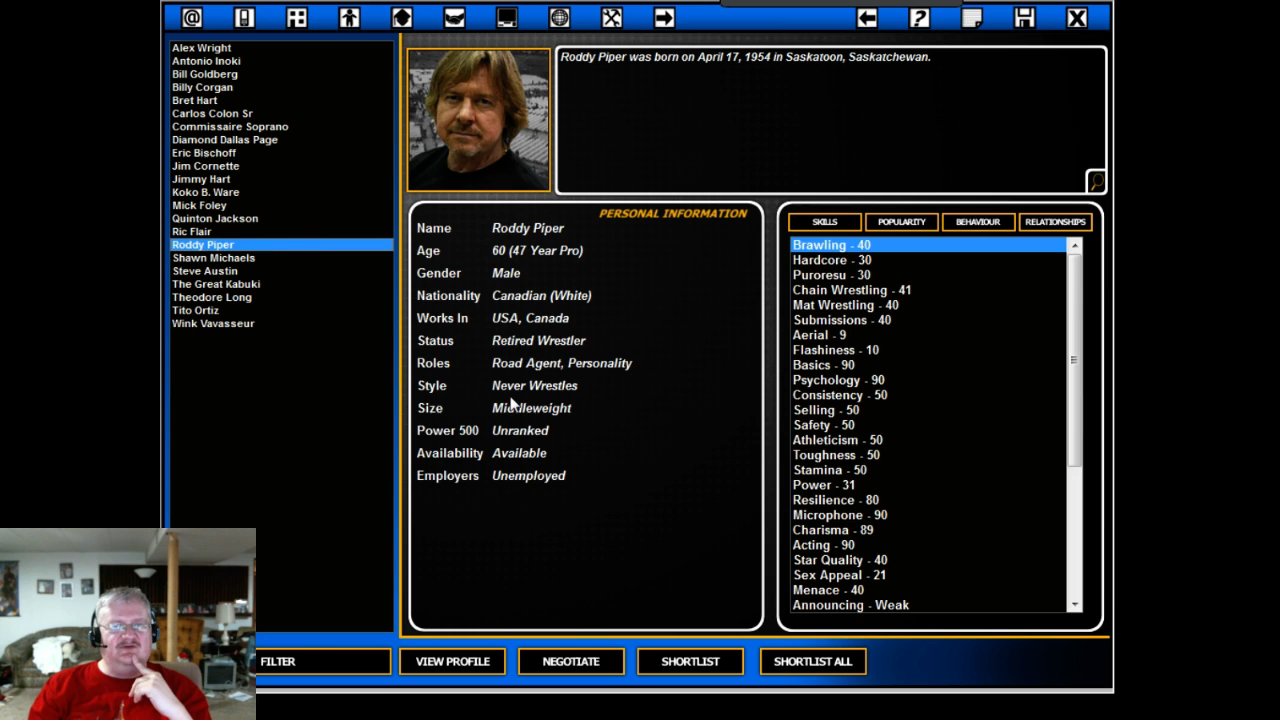 Alex Wright
Antonio Inoki
Bill Goldberg
Billy Corgan
Bret Hart
Carlos Colon Sr
Commissaire Soprano
Diamond Dallas Page
Eric Bischoff
Jim Cornette
Jimmy Hart
Koko B. Ware
Mick Foley
Quinton Jackson
Ric Flair
Roddy Piper
Shawn Michaels
Steve Austin
The Great Kabuki
Theodore Long
Tito Ortiz
Wink Vavasseur
Roddy Piper was born on April 17, 1954 in Saskatoon, Saskatchewan.
PERSONAL INFORMATION
Name Roddy Piper
Age 60 (47 Year Pro)
Gender Male
Nationality Canadian (White)
Works In USA, Canada
Status Retired Wrestler
Roles Road Agent, Personality
Style Never Wrestles
Size Middleweight
Power 500 Unranked
Availability Available
Employers Unemployed
SKILLS POPULARITY BEHAVIOUR RELATIONSHIPS
Brawling - 40
Hardcore - 30
Puroresu - 30
Chain Wrestling - 41
Mat Wrestling - 40
Submissions - 40
Aerial - 9
Flashiness - 10
Basics - 90
Psychology - 90
Consistency - 50
Selling - 50
Safety - 50
Athleticism - 50
Toughness - 50
Stamina - 50
Power - 31
Resilience - 80
Microphone - 90
Charisma - 89
Acting - 90
Star Quality - 40
Sex Appeal - 21
Menace - 40
Announcing - Weak
FILTER VIEW PROFILE NEGOTIATE SHORTLIST SHORTLIST ALL